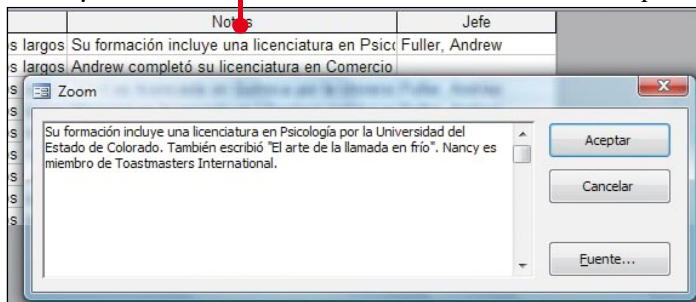 Notas Jefe
s largos Su formación incluye una licenciatura en Psico Fuller, Andrew
s largos Andrew completó su licenciatura en Comercio
s
Zoom
s
Su formación incluye una licenciatura en Psicología por la Universidad del
Estado de Colorado. También escribió "El arte de la llamada en frío". Nancy es
miembro de Toastmasters International.
Aceptar
s
s
Cancelar
s
s
Fuente...